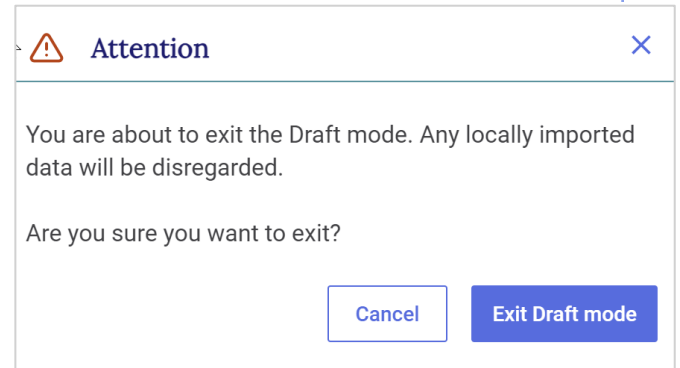 Attention
You are about to exit the Draft mode. Any locally imported
data will be disregarded.
Are you sure you want to exit?
Cancel
Exit Draft mode